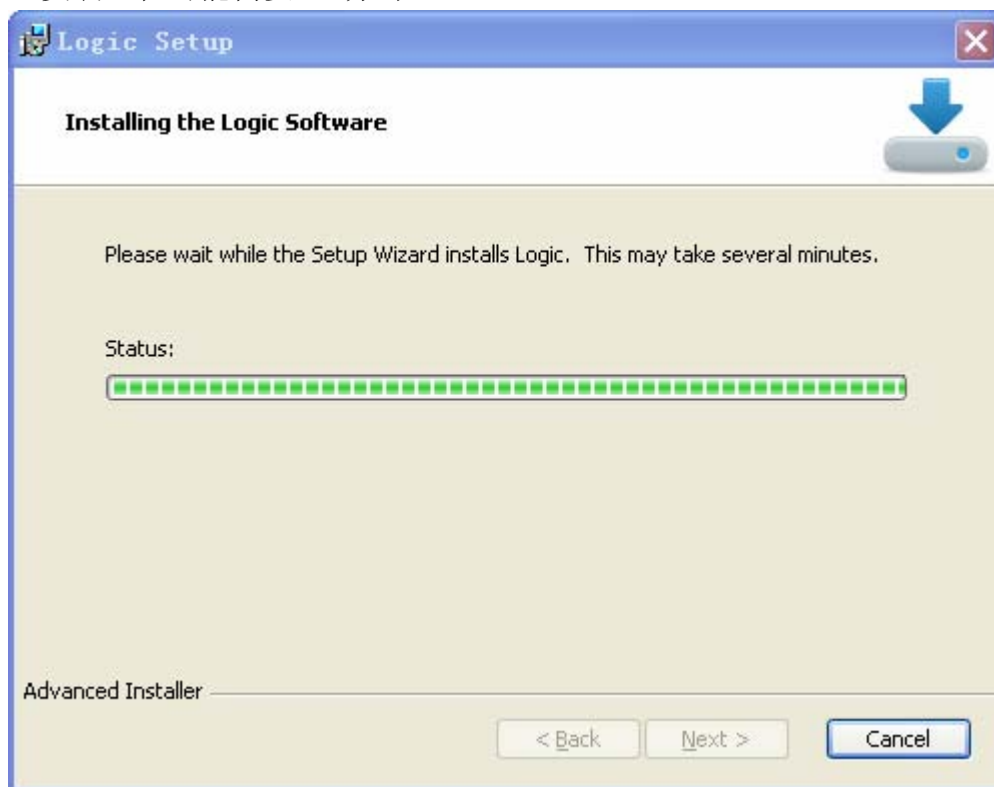 Logic Setup
Installing the Logic Software
Please wait while the Setup Wizard installs Logic. This may take several minutes.
Status:
Advanced Installer
< Back
Next >
Cancel